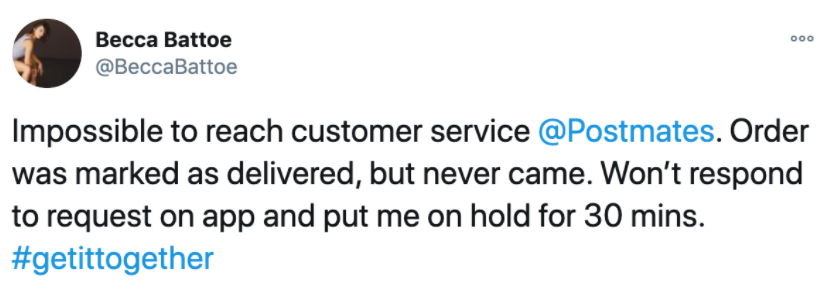 Becca Battoe
@BeccaBattoe
Impossible to reach customer service @Postmates. Order
was marked as delivered, but never came. Won’t respond
to request on app and put me on hold for 30 mins.
#getittogether